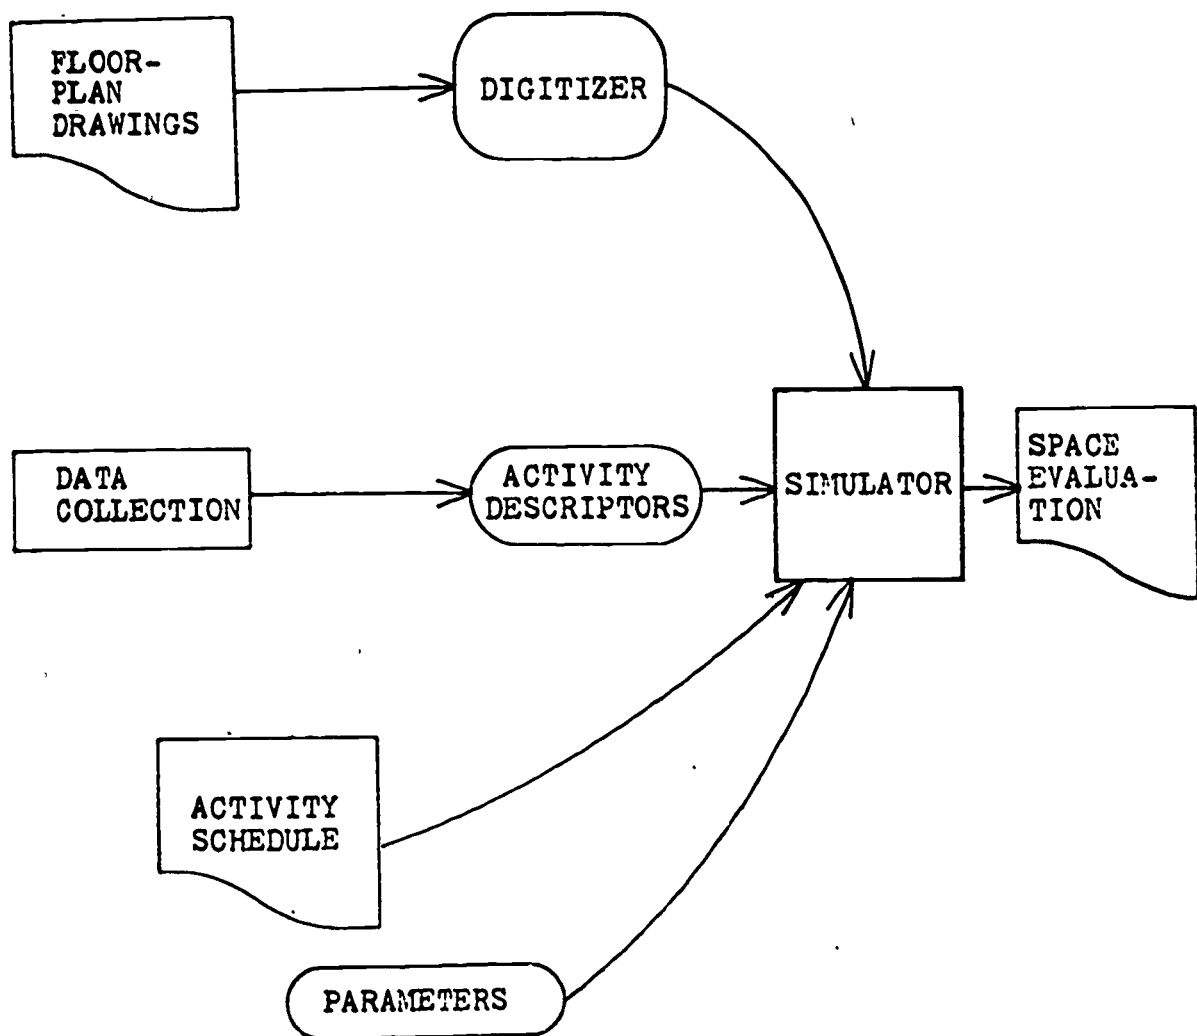 FLOOR-
PLAN
DRAWINGS
DIGITIZER
DATA
COLLECTION
ACTIVITY
DESCRIPTORS
SIMULATOR
SPACE
EVALUA-
TION
ACTIVITY
SCHEDULE
PARAMETERS